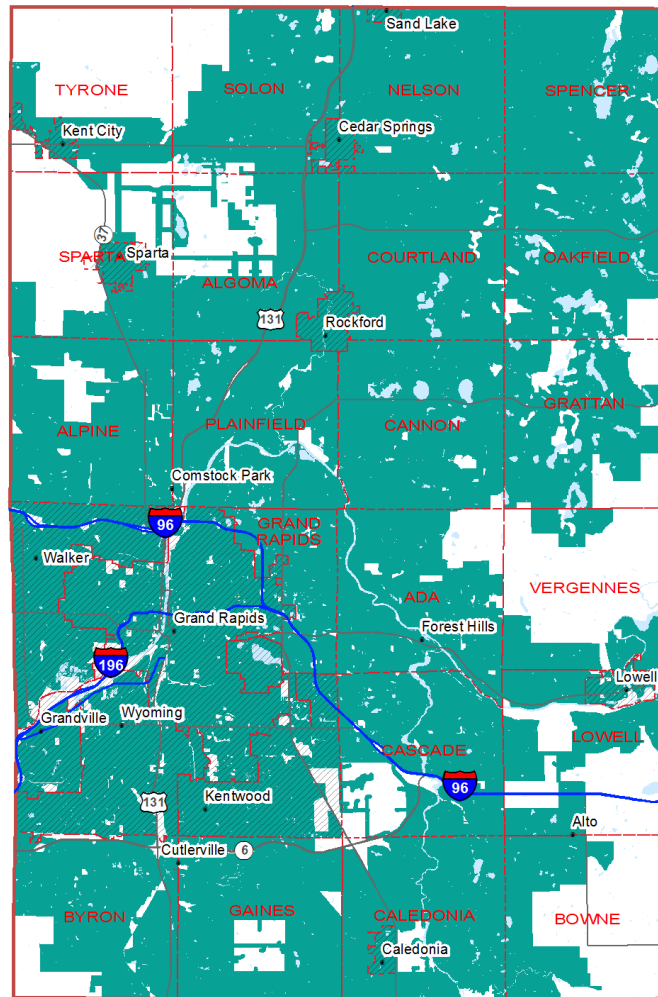 Sand Lake
TYRONE
SOLON
NELSON
SPENCER
Kent City
Cedar Springs
37
SPARTA
Sparta
COURTLAND
OAKFIELD
ALGOMA
131
Rockford
GRATTAN
ALPINE
PLAINFIELD
CANNON
Comstock Park
96
GRAND
RAPIDS
Walker
VERGENNES
ADA
Grand Rapids
Forest Hills
196
Lowell
Grandville
Wyoming
LOWELL
CASCADE
96
131
Kentwood
Alto
Cutlerville
6
BYRON
GAINES
CALEDONIA
BOWNE
Caledonia